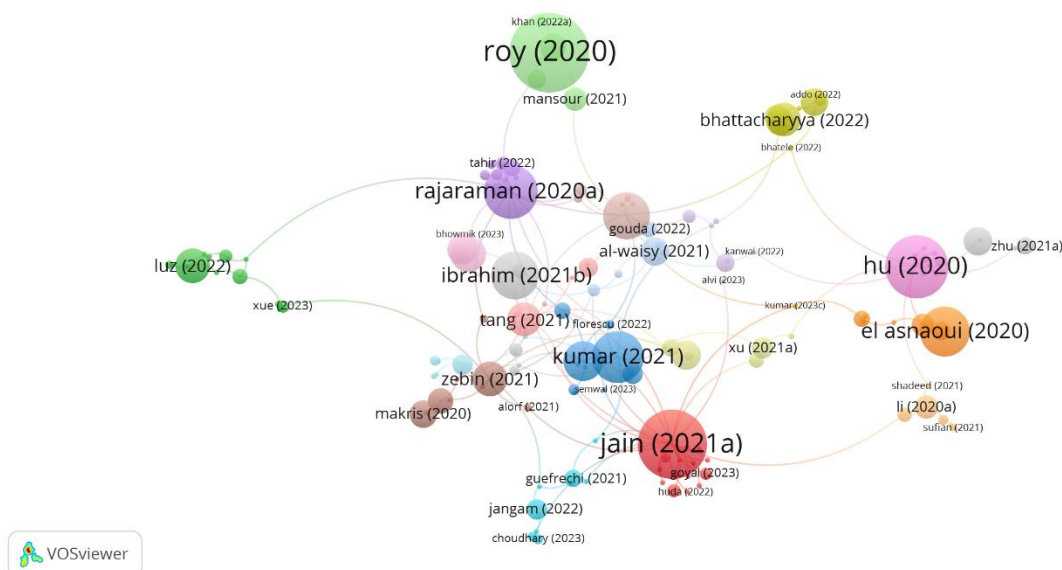 khan (2022a)
roy (2020)
mansour (2021)
addo (2022)
bhattacharyya (2022)
bhatele (2022)
tahir (2022)
rajaraman (2020a)
gouda (2022)
bhowmik (2023)
al-waisy (2021)
kanwal (2022)
zhu (2021a)
luz (2022)
ibrahim (2021b)
alvi (2023)
hu (2020)
xue (2023)
kumar (2023c)
tang (2021)
florescu (2022)
el asnaoui (2020)
kumar (2021)
xu (2021a)
zebin (2021)
semwal (2023)
shadeed (2021)
makris (2020)
alorf (2021)
li (2020a)
sufian (2021)
jain (2021a)
guefrechi (2021)
goyal (2023)
huda (2022)
jangam (2022)
choudhary (2023)
VOSviewer